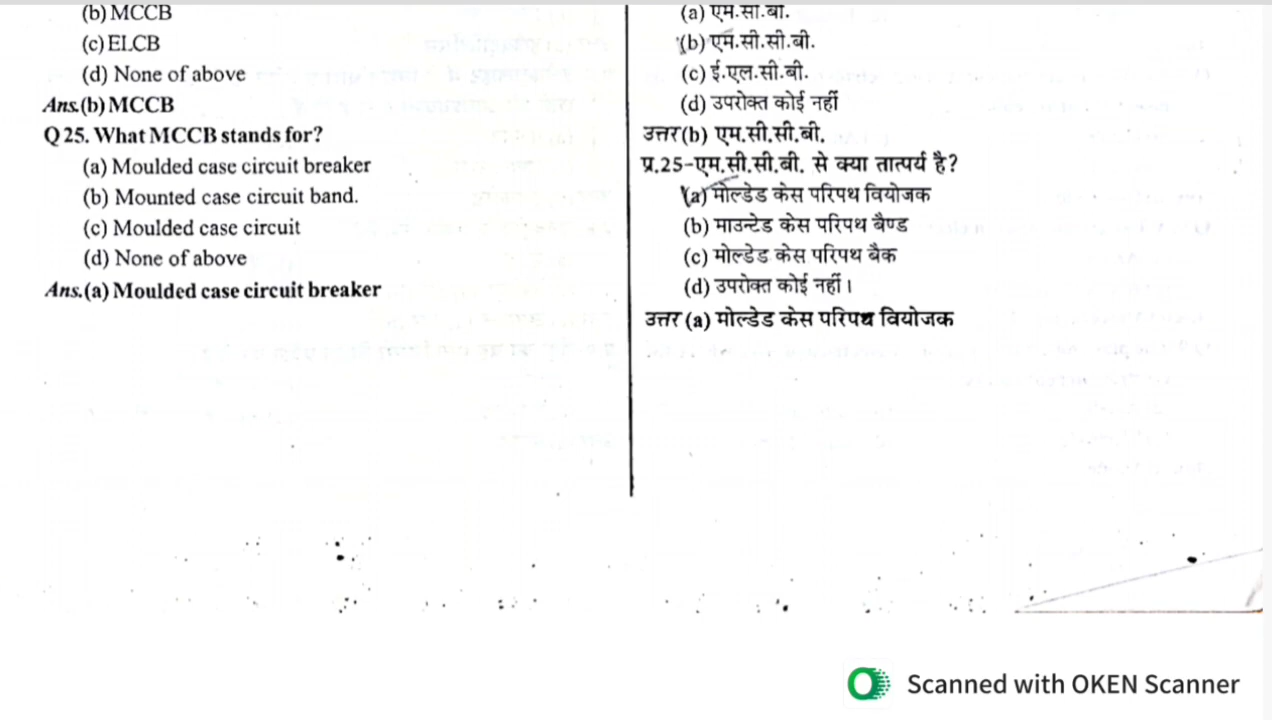 (b) MCCB
(c) ELCB
(d) None of above
Ans.(b) MCCB
Q 25. What MCCB stands for?
(a) Moulded case circuit breaker
(b) Mounted case circuit band.
(c) Moulded case circuit
(d) None of above
Ans.(a) Moulded case circuit breaker
(a) एम.सी.बी.
(b) एम.सी.सी.बी.
(c) ई.एल.सी.बी.
(d) उपरोक्त कोई नहीं
उत्तर(b) एम.सी.सी.बी.
प्र.25-एम.सी.सी.बी. से क्या तात्पर्य है?
(a) मोल्डेड केस परिपथ वियोजक
(b) माउन्टेड केस परिपथ बैण्ड
(c) मोल्डेड केस परिपथ बैक
(d) उपरोक्त कोई नहीं।
उत्तर (a) मोल्डेड केस परिपथ वियोजक
Scanned with OKEN Scanner